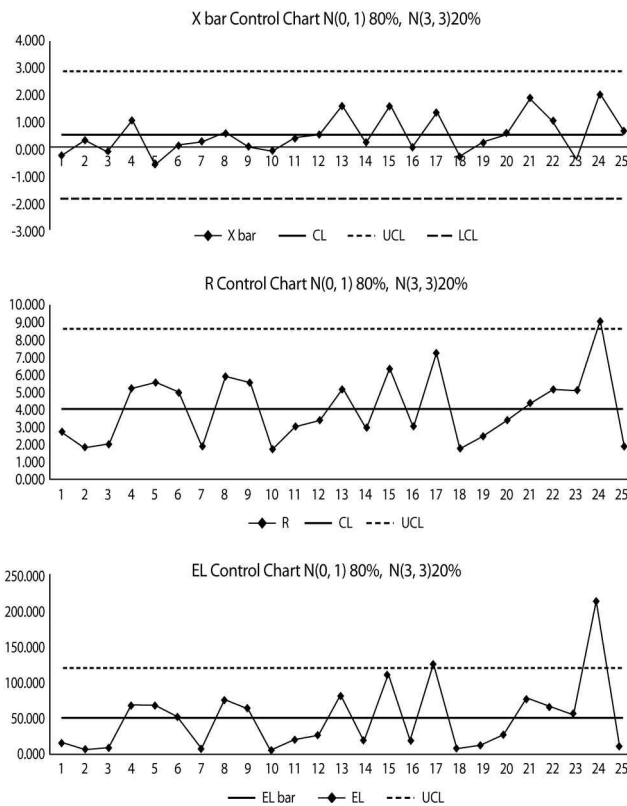 X bar Control Chart N(0, 1) 80%, N(3, 3)20%
4.000
3.000
2.000
1.000
0.000
-1.000
-2.000
-3.000
1 2 3 4 5 6 7 8 9 10 11 12 13 14 15 16 17 18 19 20 21 22 23 24 25
X bar CL UCL LCL
R Control Chart N(0, 1) 80%, N(3, 3)20%
10.000
9.000
8.000
7.000
6.000
5.000
4.000
3.000
2.000
1.000
0.000
1 2 3 4 5 6 7 8 9 10 11 12 13 14 15 16 17 18 19 20 21 22 23 24 25
R CL UCL
EL Control Chart N(0, 1) 80%, N(3, 3)20%
250.000
200.000
150.000
100.000
50.000
0.000
1 2 3 4 5 6 7 8 9 10 11 12 13 14 15 16 17 18 19 20 21 22 23 24 25
EL bar EL UCL